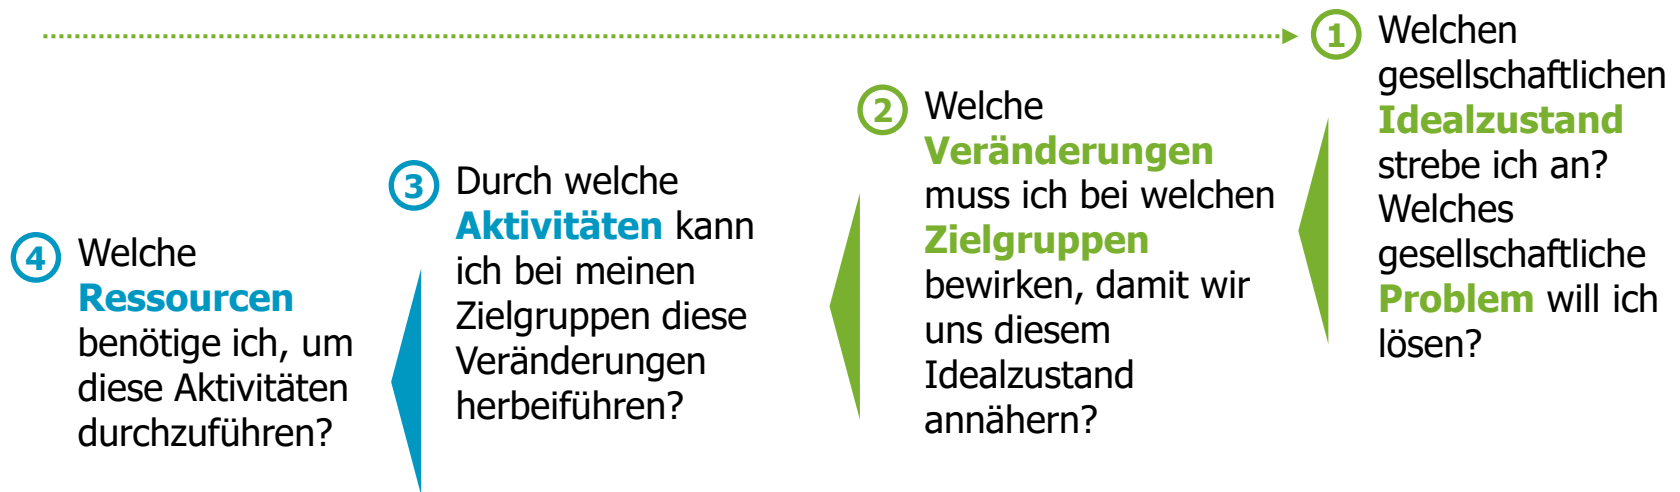 1
Welchen
gesellschaftlichen
Idealzustand
strebe ich an?
Welches
gesellschaftliche
Problem will ich
lösen?
2
Welche
Veränderungen
muss ich bei welchen
Zielgruppen
bewirken, damit wir
uns diesem
Idealzustand
annähern?
3
Durch welche
Aktivitäten kann
ich bei meinen
Zielgruppen diese
Veränderungen
herbeiführen?
4
Welche
Ressourcen
benötige ich, um
diese Aktivitäten
durchzuführen?